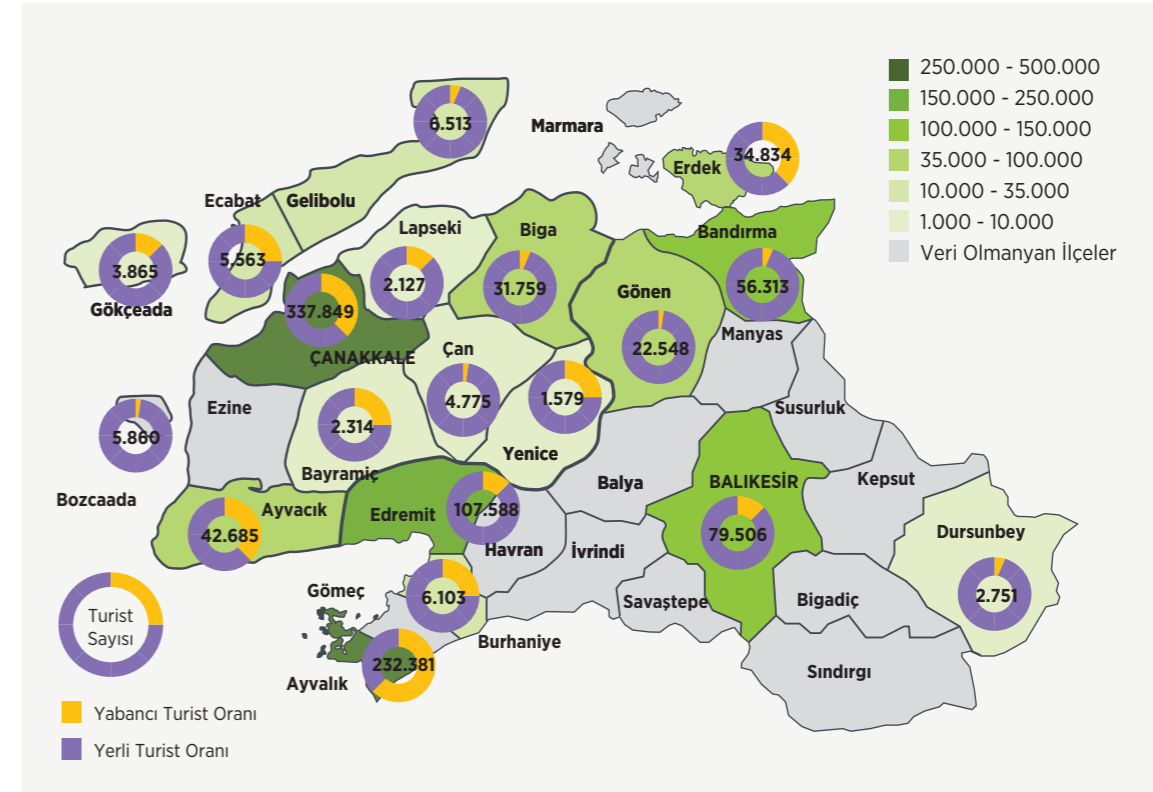 250.000 - 500.000
150.000 - 250.000
100.000 - 150.000
35.000 - 100.000
10.000 - 35.000
1.000 - 10.000
Veri Olmanyan İlçeler
6.513
Marmara
34.834
Erdek
Ecabat
Gelibolu
Lapseki
Biga
Bandırma
5.563
3.865
2.127
31.759
56.313
Gökçeada
337.849
Gönen
22.548
Manyas
ÇANAKKALE
Çan
4.775
1.579
Ezine
2.314
Susurluk
5.860
Yenice
Bayramiç
Bozcaada
Balya
BALIKESİR
Kepsut
Ayvacık
Edremit
107.588
42.685
79.506
Dursunbey
Havran
İvrindi
Gömeç
6.103
Savaştepe
Bigadiç
2.751
Turist
Sayısı
Burhaniye
232.381
Ayvalık
Sındırgı
Yabancı Turist Oranı
Yerli Turist Oranı